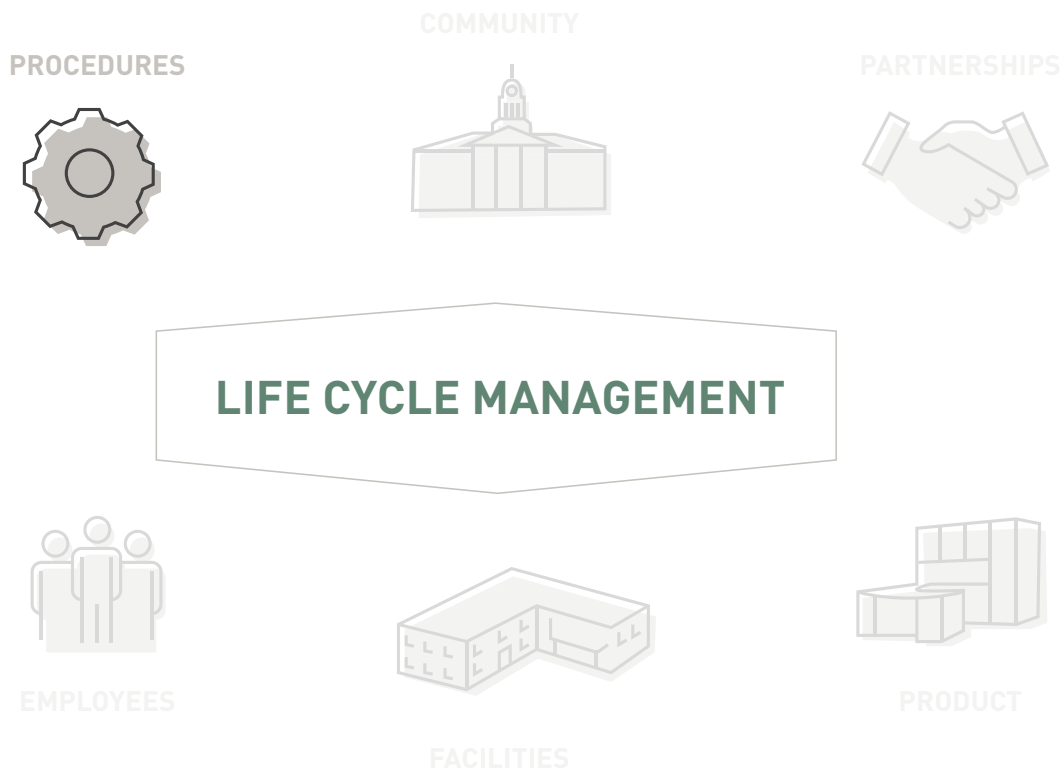 COMMUNITY
PROCEDURES
PARTNERSHIPS
LIFE CYCLE MANAGEMENT
EMPLOYEES
PRODUCT
FACILITIES